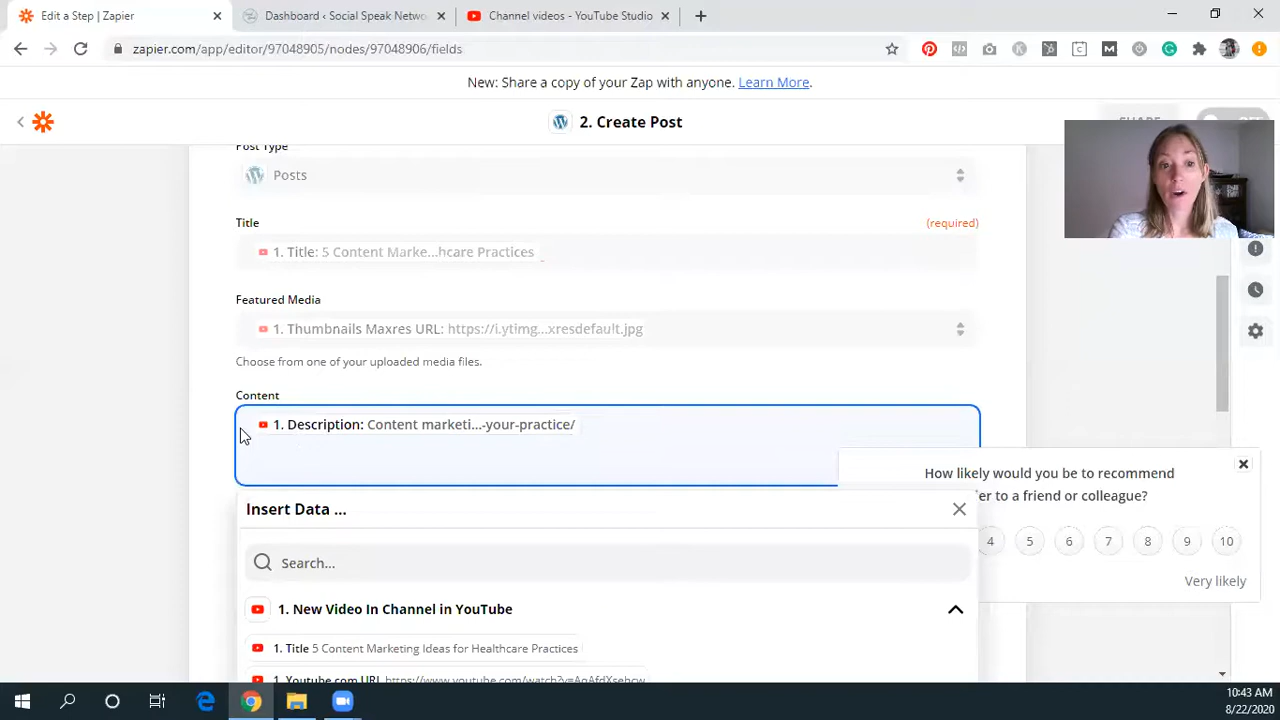 Edit a Step | Zapier
Dashboard ‹ Social Speak Netwo
Channel videos - YouTube Studio
zapier.com/app/editor/97048905/nodes/97048906/fields
New: Share a copy of your Zap with anyone. Learn More.
2. Create Post
Post Type
Posts
Title
(required)
1. Title: 5 Content Marke...hcare Practices
Featured Media
1. Thumbnails Maxres URL: https://i.ytimg...xresdefault.jpg
Choose from one of your uploaded media files.
Content
1. Description: Content marketi...-your-practice/
How likely would you be to recommend
er to a friend or colleague?
4 5 6 7 8 9 10
Very likely
Insert Data ...
Search...
1. New Video In Channel in YouTube
1. Title 5 Content Marketing Ideas for Healthcare Practices
1. Youtube.com URL
10:43 AM
8/22/2020